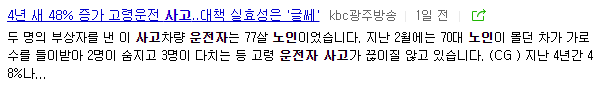 4년 새 48% 증가 고령운전 사고..대책 실효성은 '글쎄' kbc광주방송 | 1일 전 |
두 명의 부상자를 낸 이 사고차량 운전자는 77살 노인이었습니다. 지난 2월에는 70대 노인이 몰던 차가 가로
수를 들이받아 2명이 숨지고 3명이 다치는 등 고령 운전자 사고가 끊이질 않고 있습니다. (CG ) 지난 4년간 4
8%나...